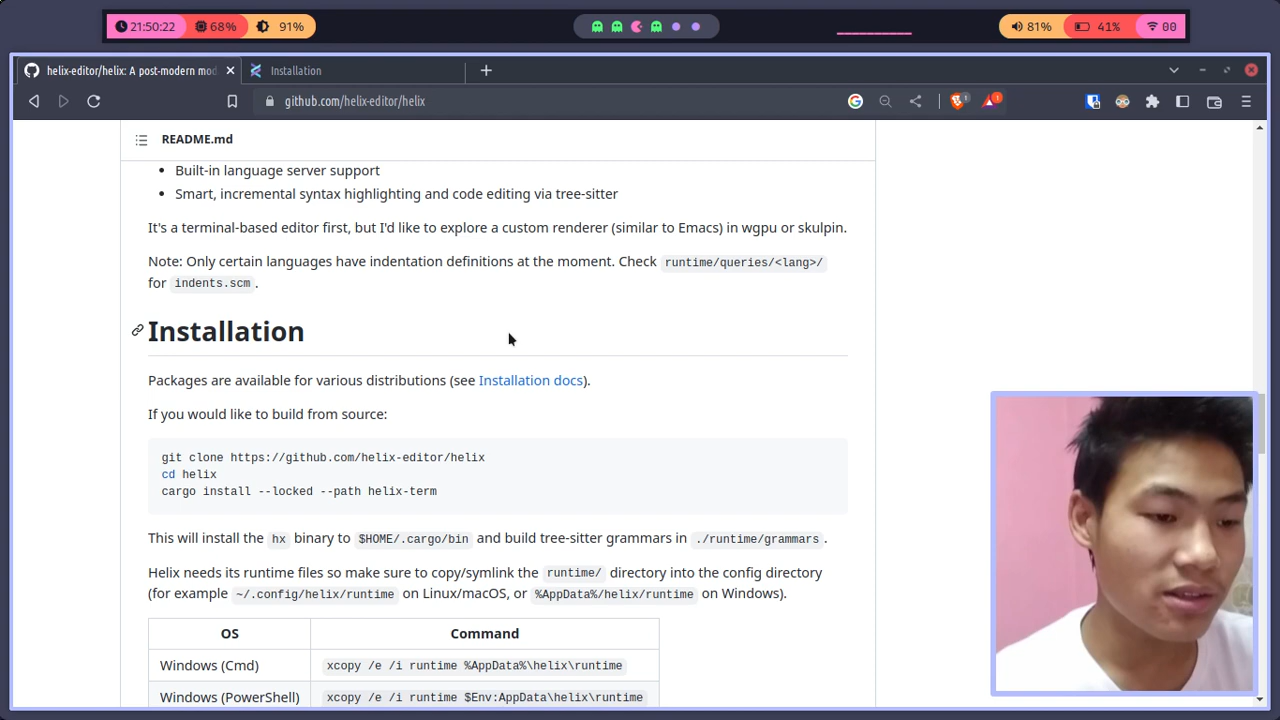 21:50:22
68%
91%
81%
41%
00
helix-editor/helix: A post-modern mod
Installation
github.com/helix-editor/helix
1
1
README.md
Built-in language server support
Smart, incremental syntax highlighting and code editing via tree-sitter
It's a terminal-based editor first, but I'd like to explore a custom renderer (similar to Emacs) in wgpu or skulpin.
Note: Only certain languages have indentation definitions at the moment. Check runtime/queries/<lang>/
for indents.scm.
Installation
Packages are available for various distributions (see Installation docs).
If you would like to build from source:
git clone https://github.com/helix-editor/helix
cd helix
cargo install --locked --path helix-term
This will install the hx binary to $HOME/.cargo/bin and build tree-sitter grammars in ./runtime/grammars.
Helix needs its runtime files so make sure to copy/symlink the runtime/ directory into the config directory
(for example ~/.config/helix/runtime on Linux/macOS, or %AppData%/helix/runtime on Windows).
OS Command
Windows (Cmd) xcopy /e /i runtime %AppData%\helix\runtime
Windows (PowerShell) xcopy /e /i runtime $Env:AppData\helix\runtime